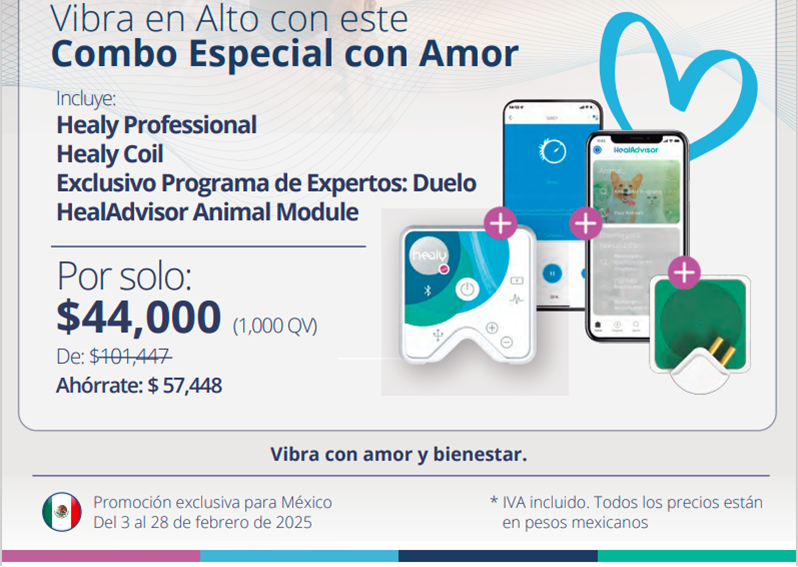 Vibra en Alto con este
Combo Especial con Amor
Incluye:
Healy Professional
Healy Coil
Exclusivo Programa de Expertos: Duelo
HealAdvisor Animal Module
Por solo:
$44,000 (1,000 QV)
De: $101,447
Ahórrate: $ 57,448
HealAdvisor
healy
Vibra con amor y bienestar.
Promoción exclusiva para México
Del 3 al 28 de febrero de 2025
* IVA incluido. Todos los precios están
en pesos mexicanos